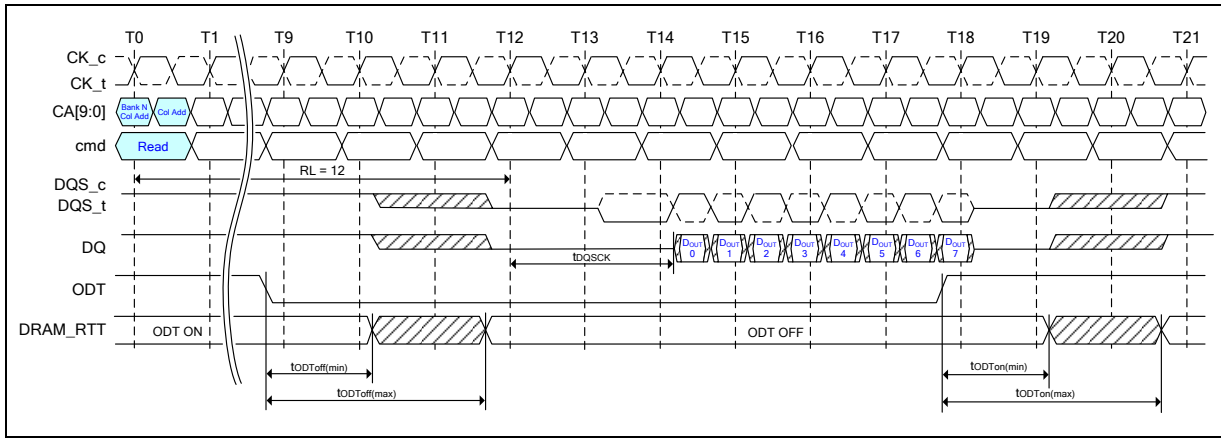 T0 T1 T9 T10 T11 T12 T13 T14 T15 T16 T17 T18 T19 T20 T21
CK_c
CK_t
CA[9:0]
Bank N
Col Add
Col Add
cmd
Read
RL = 12
DQS_c
DQS_t
DQ
DOUT 0
DOUT 1
DOUT 2
DOUT 3
DOUT 4
DOUT 5
DOUT 6
DOUT 7
tDQSCK
ODT
DRAM_RTT
ODT ON
ODT OFF
tODToff(min)
tODTon(min)
tODToff(max)
tODTon(max)